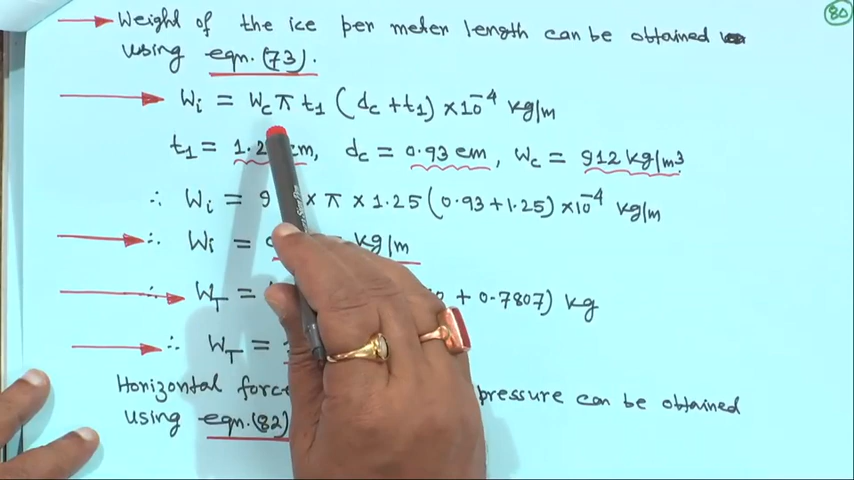 80
→ Weight of the ice per meter length can be obtained
using eqn. (73).
→ Wi = Wc π t1 (dc + t1) × 10^-4 kg/m
t1 = 1.2 cm, dc = 0.93 cm, Wc = 912 kg/m³
∴ Wi = 9 × π × 1.25 (0.93 + 1.25) × 10^-4 kg/m
→ ∴ Wi = kg/m
→ ∴ WT = + 0.7807) kg
→ ∴ WT =
Horizontal force pressure can be obtained
using eqn. (82)